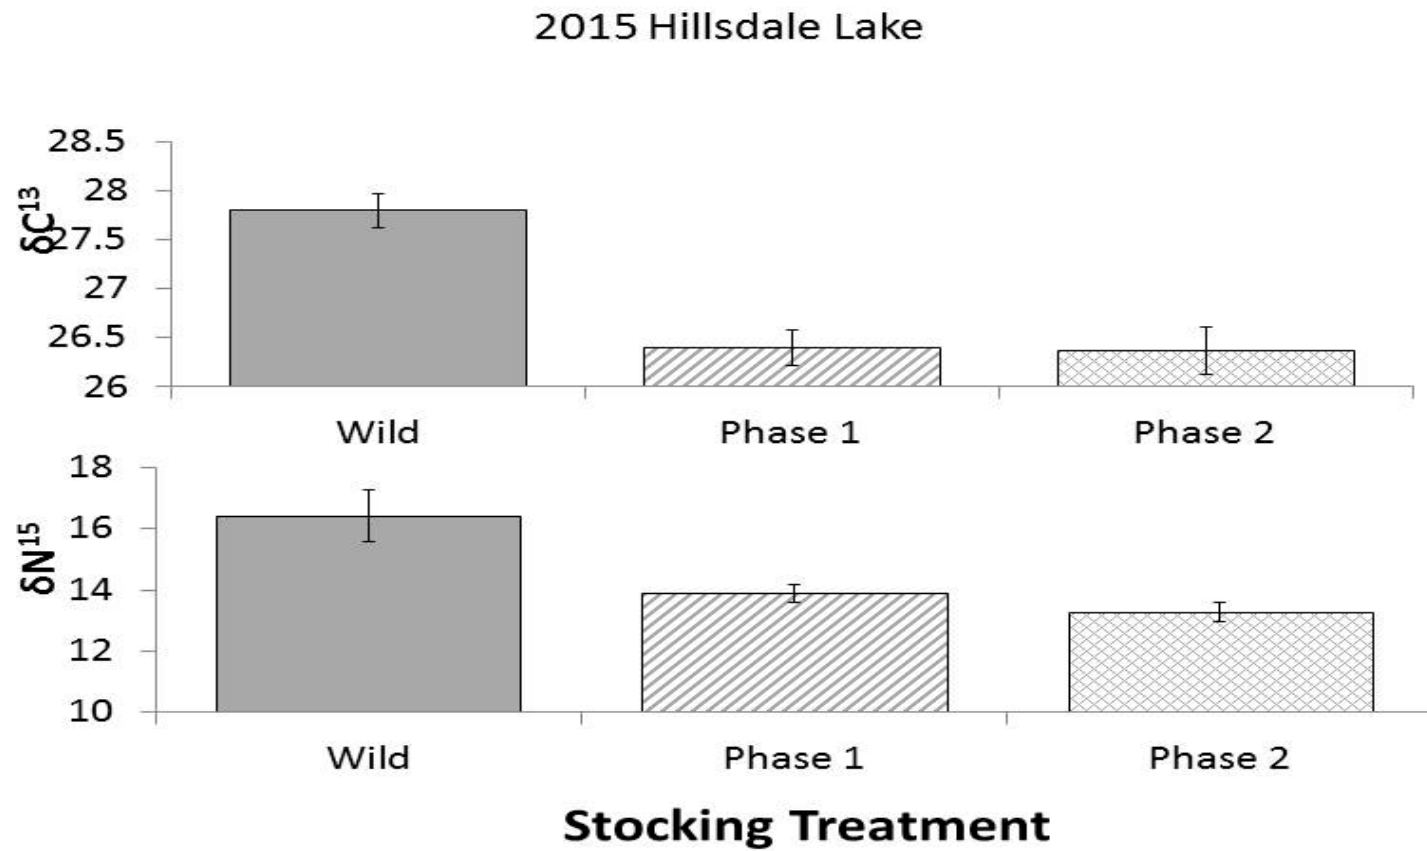 2015 Hillsdale Lake
δC¹³
28.5
28
27.5
27
26.5
26
Wild Phase 1 Phase 2
δN¹⁵
18
16
14
12
10
Wild Phase 1 Phase 2
Stocking Treatment